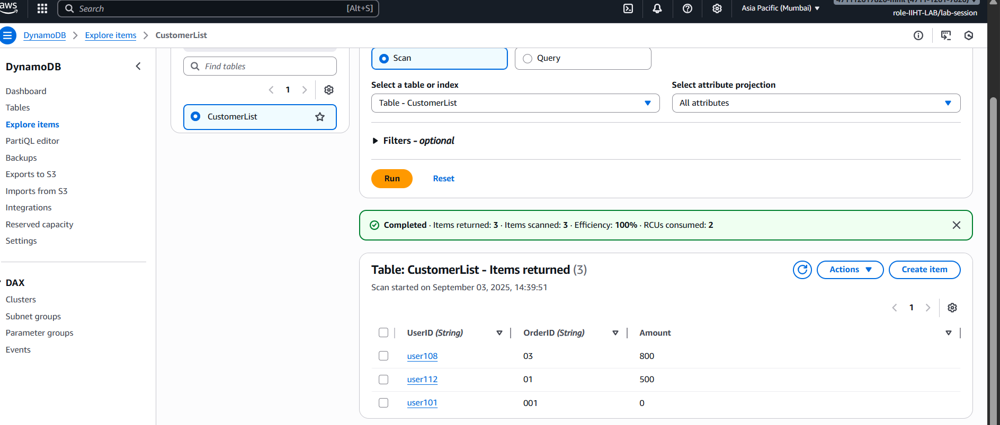 aws
Search
[Alt+S]
Asia Pacific (Mumbai)
role-IIHT-LAB/lab-session
DynamoDB
Explore items
CustomerList
DynamoDB
Dashboard
Tables
Explore items
PartiQL editor
Backups
Exports to S3
Imports from S3
Integrations
Reserved capacity
Settings
DAX
Clusters
Subnet groups
Parameter groups
Events
Find tables
1
CustomerList
Scan
Query
Select a table or index
Select attribute projection
Table - CustomerList
All attributes
Filters - optional
Run
Reset
Completed · Items returned: 3 · Items scanned: 3 · Efficiency: 100% · RCUs consumed: 2
Table: CustomerList - Items returned (3)
Actions
Create item
Scan started on September 03, 2025, 14:39:51
1
UserID (String) OrderID (String) Amount
user108 03 800
user112 01 500
user101 001 0